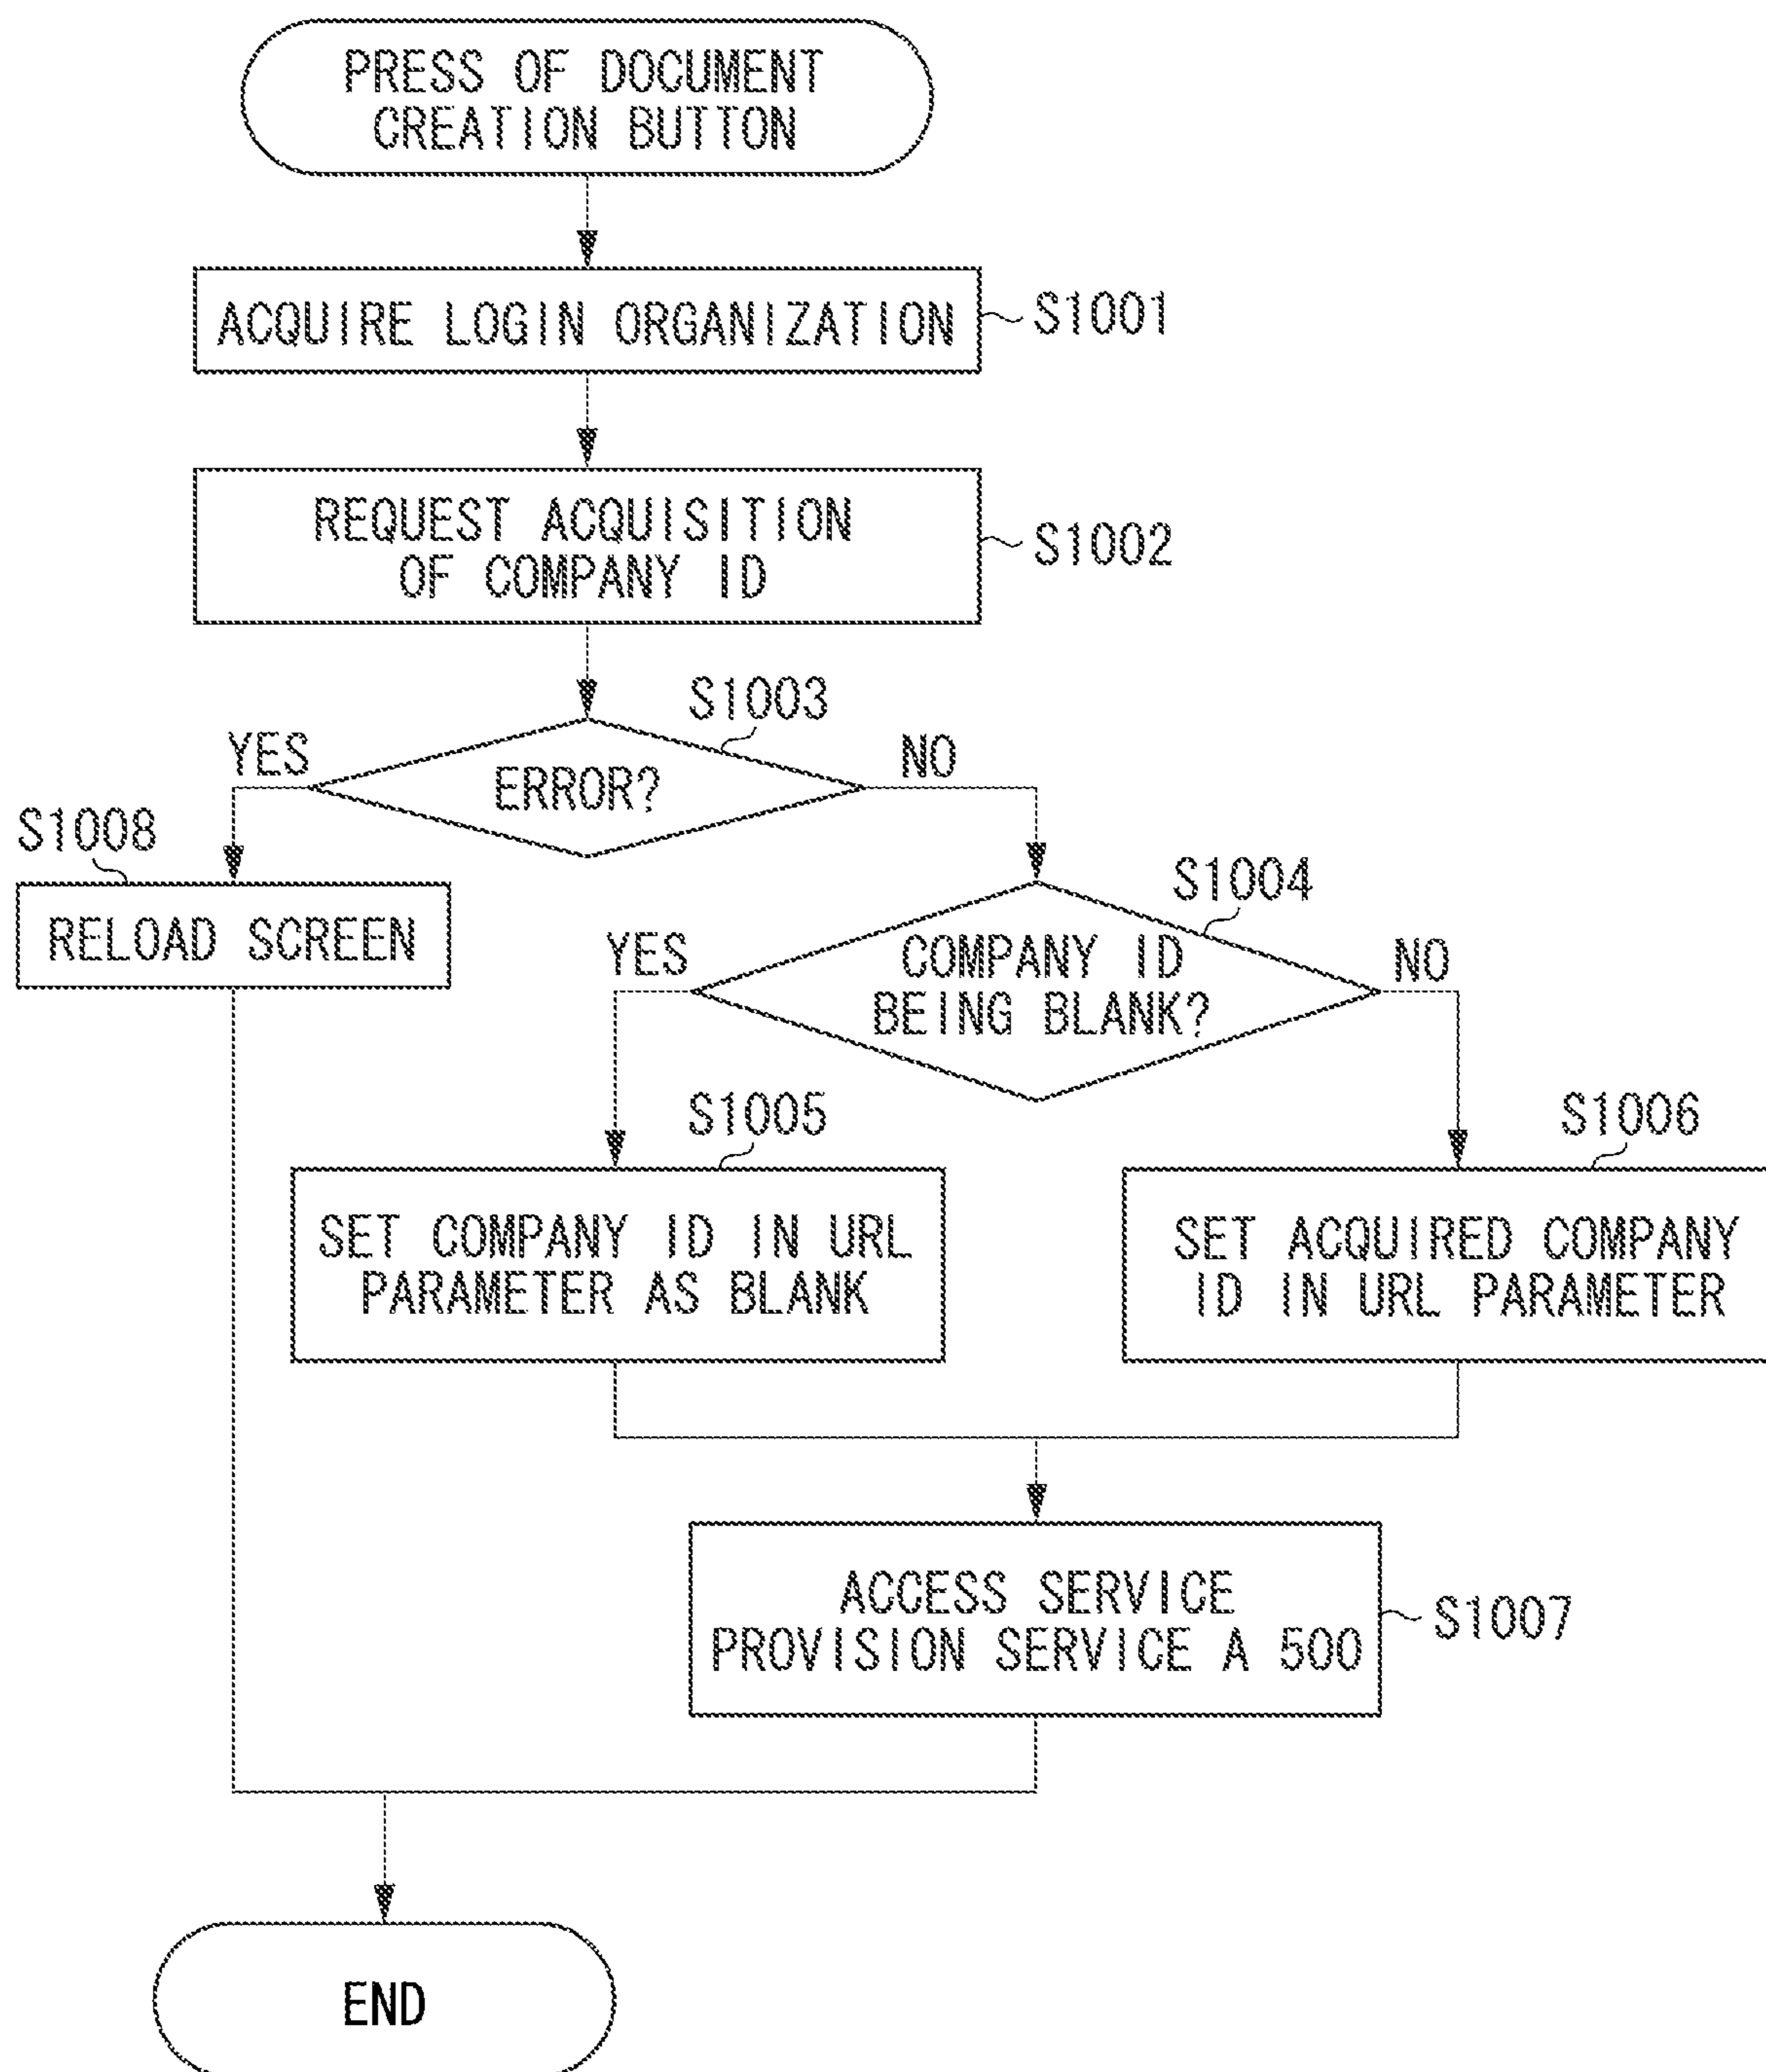 PRESS OF DOCUMENT
CREATION BUTTON
ACQUIRE LOGIN ORGANIZATION
S1001
REQUEST ACQUISITION
OF COMPANY ID
S1002
S1003
YES
ERROR?
NO
S1008
RELOAD SCREEN
S1004
YES
COMPANY ID
BEING BLANK?
NO
S1005
SET COMPANY ID IN URL
PARAMETER AS BLANK
S1006
SET ACQUIRED COMPANY
ID IN URL PARAMETER
ACCESS SERVICE
PROVISION SERVICE A 500
S1007
END